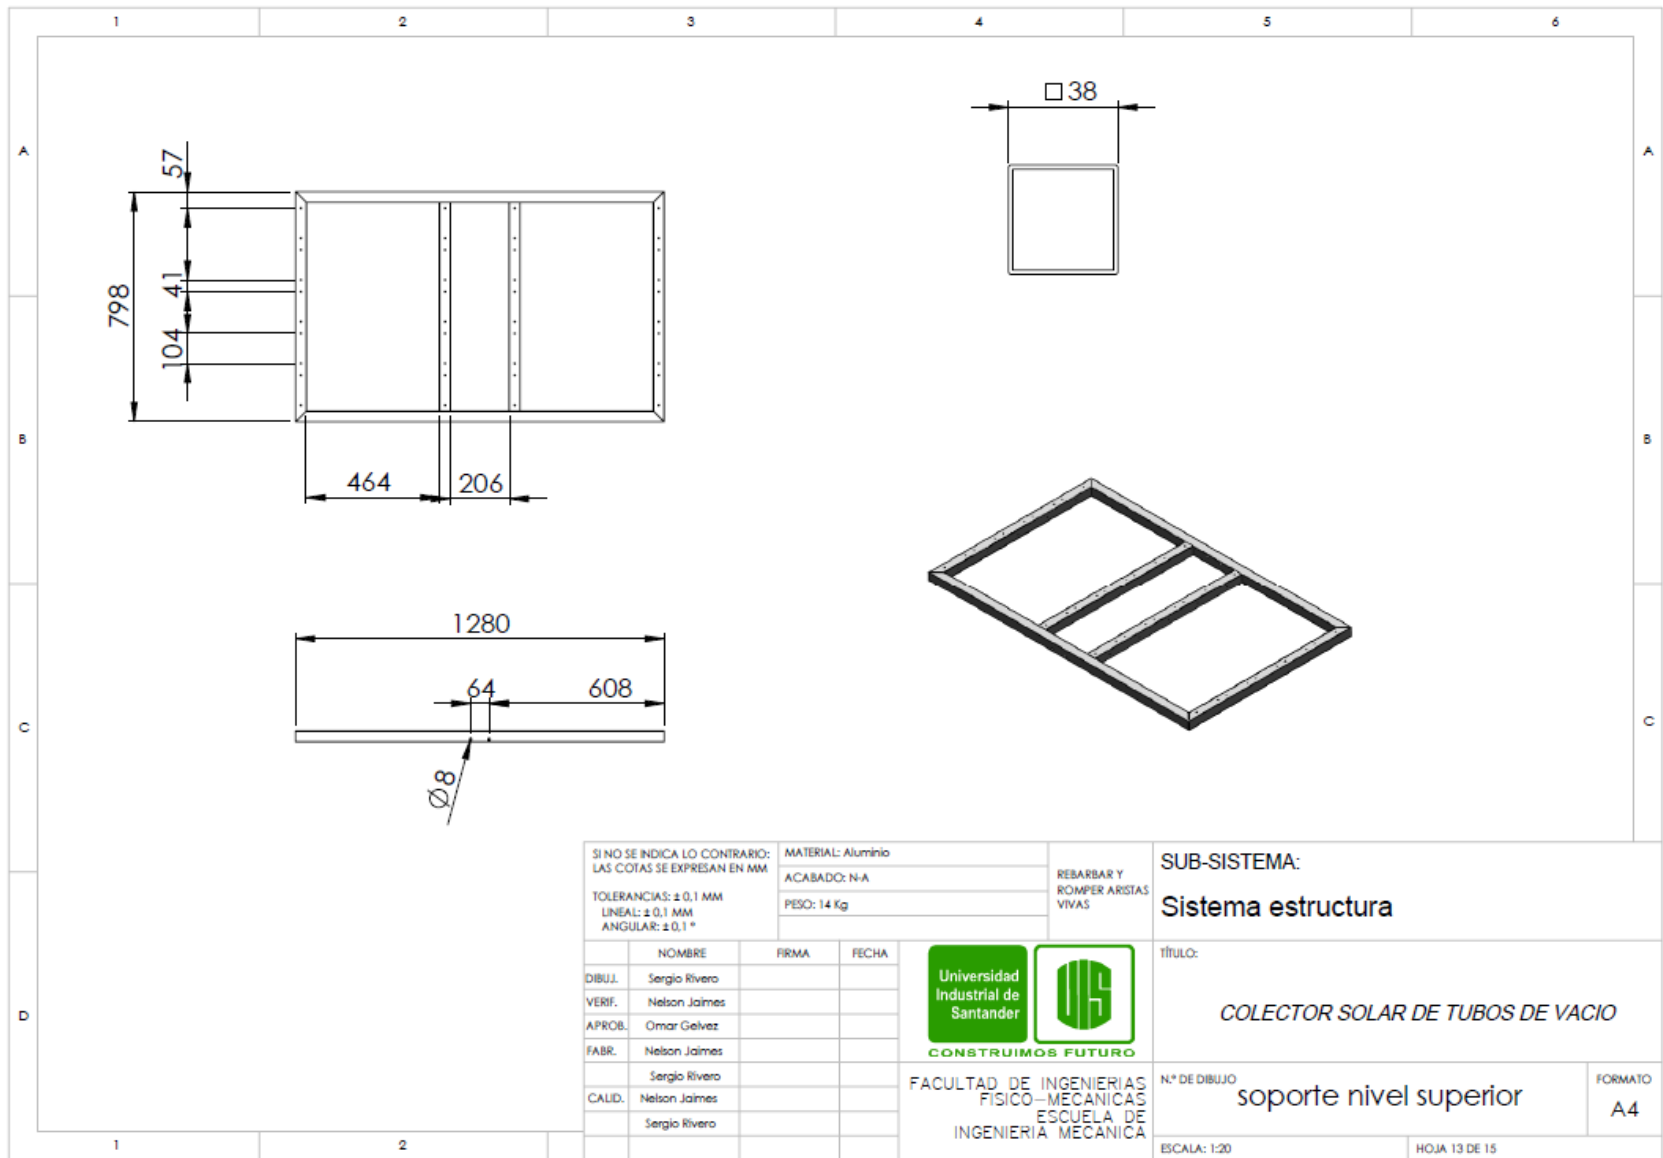 1 2 3 4 5 6
A A
□ 38
57
41
798
104
B B
464 206
1280
64 608
C C
Ø8
SI NO SE INDICA LO CONTRARIO:
LAS COTAS SE EXPRESAN EN MM
TOLERANCIAS: ± 0,1 MM
LINEAL: ± 0,1 MM
ANGULAR: ± 0,1 °
MATERIAL: Aluminio
ACABADO: N-A
PESO: 14 Kg
REBARBAR Y
ROMPER ARISTAS
VIVAS
SUB-SISTEMA:
Sistema estructura
NOMBRE FIRMA FECHA
DIBUJ. Sergio Rivero
VERIF. Nelson Jaimes
APROB. Omar Gelvez
FABR. Nelson Jaimes
Sergio Rivero
CALID. Nelson Jaimes
Sergio Rivero
Universidad
Industrial de
Santander
UIS
CONSTRUIMOS FUTURO
FACULTAD DE INGENIERIAS
FISICO-MECANICAS
ESCUELA DE
INGENIERIA MECANICA
TÍTULO:
COLECTOR SOLAR DE TUBOS DE VACIO
N.º DE DIBUJO
soporte nivel superior
FORMATO
A4
ESCALA: 1:20
HOJA 13 DE 15
D
1 2